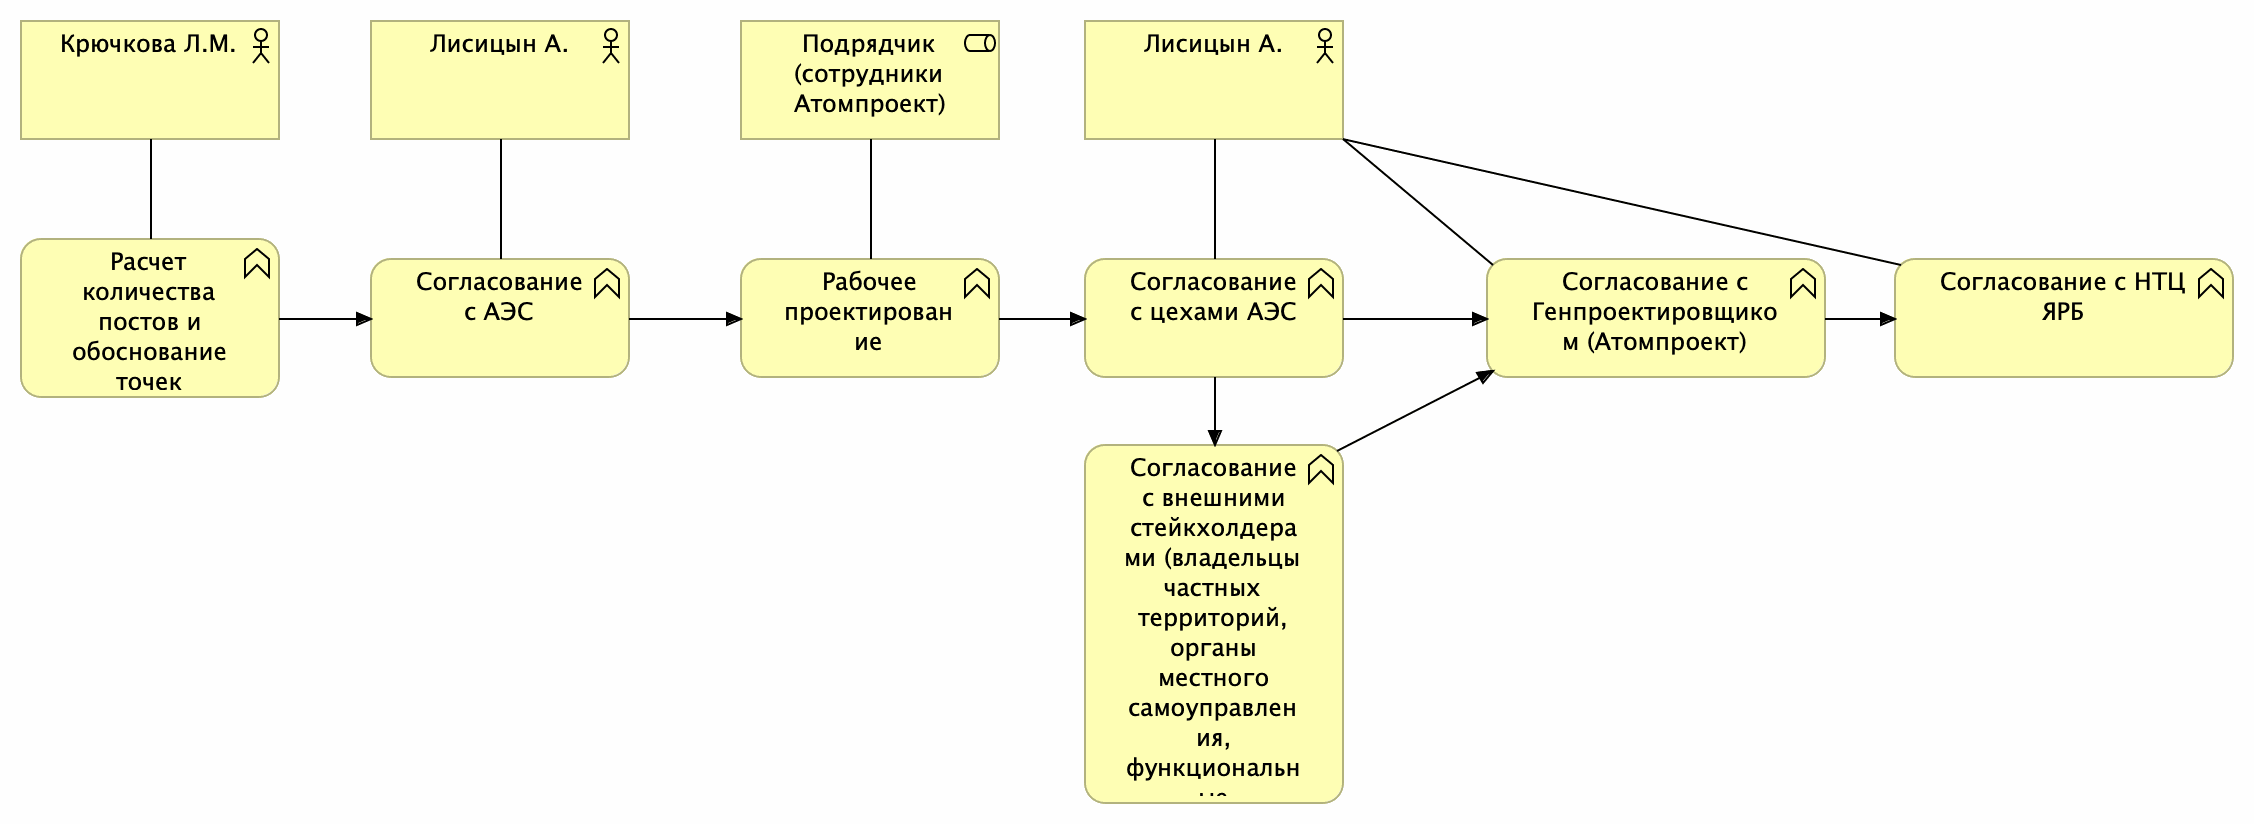 Крючкова Л.М.
Лисицын А.
Подрядчик
(сотрудники
Атомпроект)
Лисицын А.
Расчет
количества
постов и
обоснование
точек
Согласование
с АЭС
Рабочее
проектирован
ие
Согласование
с цехами АЭС
Согласование с
Генпроектировщико
м (Атомпроект)
Согласование с НТЦ
ЯРБ
Согласование
с внешними
стейкхолдера
ми (владельцы
частных
территорий,
органы
местного
самоуправлен
ия,
функциональн